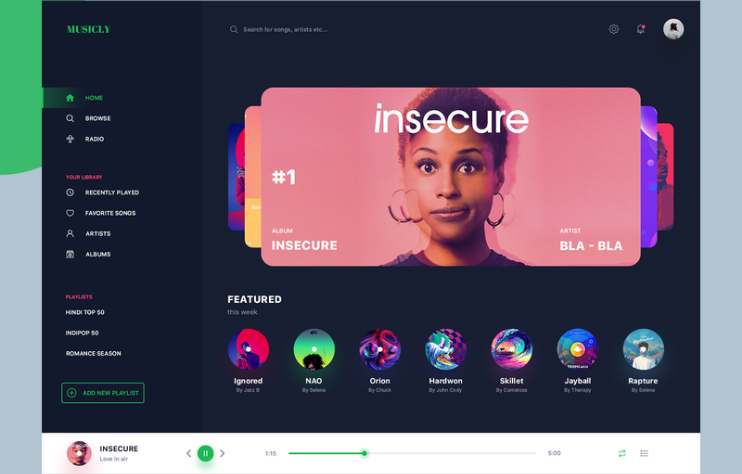 MUSICLY
Search for songs, artists etc...
HOME
BROWSE
RADIO
YOUR LIBRARY
RECENTLY PLAYED
FAVORITE SONGS
ARTISTS
ALBUMS
PLAYLISTS
HINDI TOP 50
INDIPOP 50
ROMANCE SEASON
ADD NEW PLAYLIST
insecure
#1
ALBUM
INSECURE
ARTIST
BLA - BLA
FEATURED
this week
Ignored
By Jazz B
NAO
By Selena
Orion
By Chuck
Hardwon
By John Cody
Skillet
By Comatose
Jayball
By Therapy
Rapture
By Selena
INSECURE
Love in air
1:15
5:00